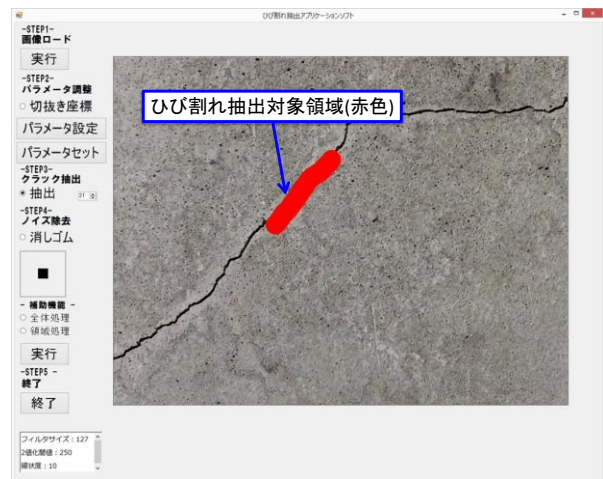 ひび割れ抽出アプリケーションソフト
-STEP1-
画像ロード
実行
-STEP2-
パラメータ調整
切抜き座標
パラメータ設定
パラメータセット
-STEP3-
クラック抽出
抽出 21
-STEP4-
ノイズ除去
消しゴム
- 補助機能 -
全体処理
領域処理
実行
-STEP5 -
終了
終了
フィルタサイズ:127
2値化閾値:250
線状度:10
ひび割れ抽出対象領域(赤色)